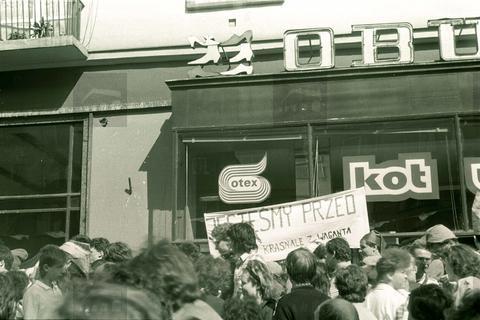 OBU
otex
kot
JESTEŚMY PRZED
KRASNALE Z WAGANTA